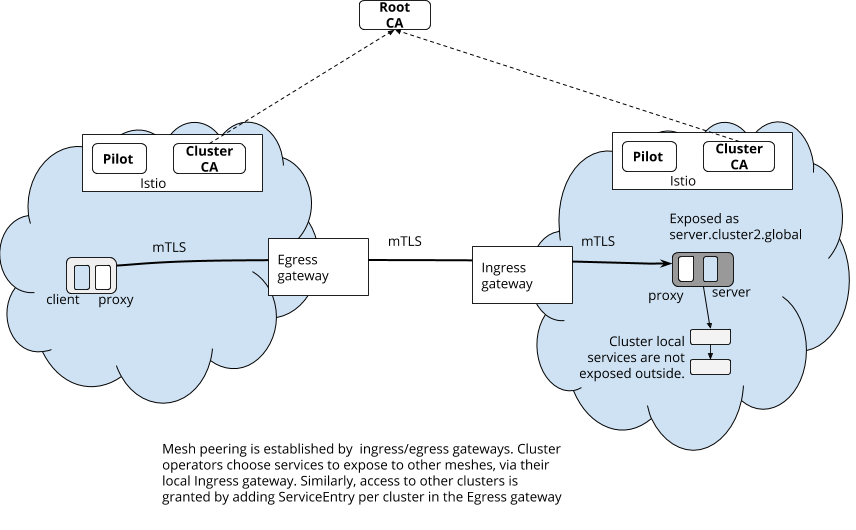 Root
CA
Pilot
Cluster
CA
Istio
Pilot
Cluster
CA
Istio
Exposed as
server.cluster2.global
mTLS
mTLS
mTLS
Egress
gateway
Ingress
gateway
client
proxy
proxy
server
Cluster local
services are not
exposed outside.
Mesh peering is established by  ingress/egress gateways. Cluster
operators choose services to expose to other meshes, via their
local Ingress gateway. Similarly, access to other clusters is
granted by adding ServiceEntry per cluster in the Egress gateway